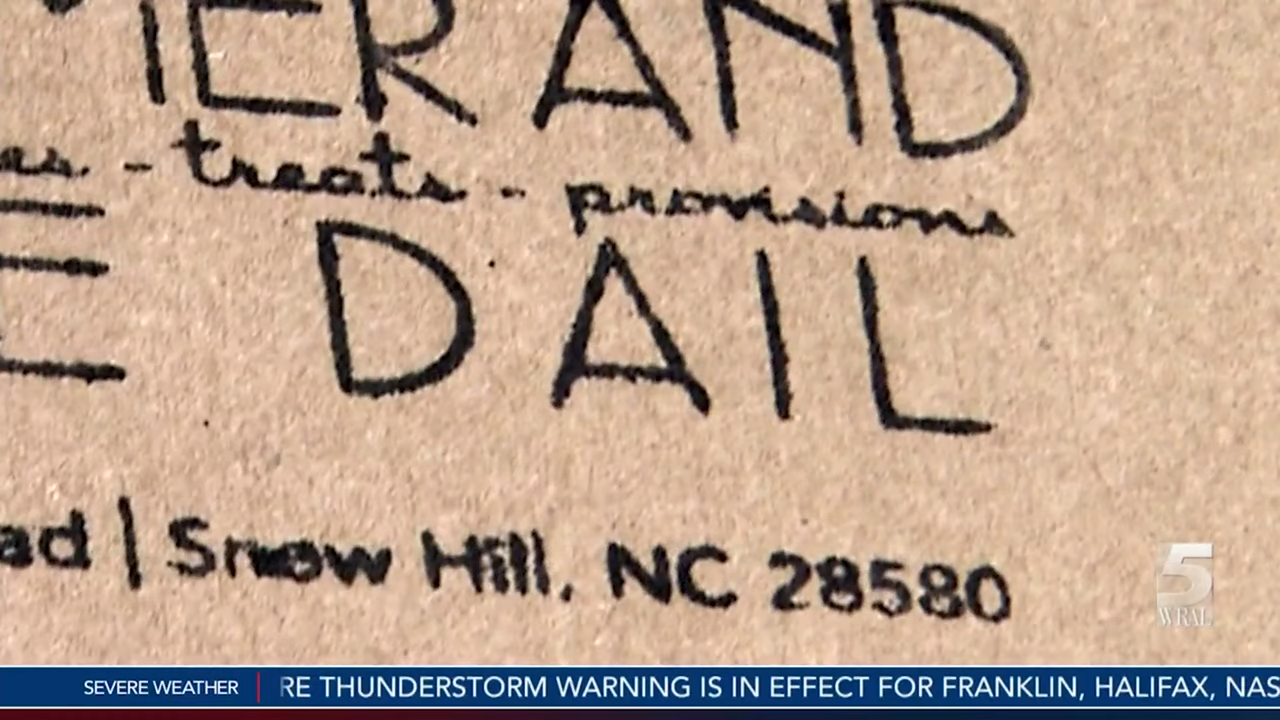 IER AND
as - treats - provisions
E DAIL
ad | Snow Hill, NC 28580
5
WRAL
SEVERE WEATHER | RE THUNDERSTORM WARNING IS IN EFFECT FOR FRANKLIN, HALIFAX, NAS